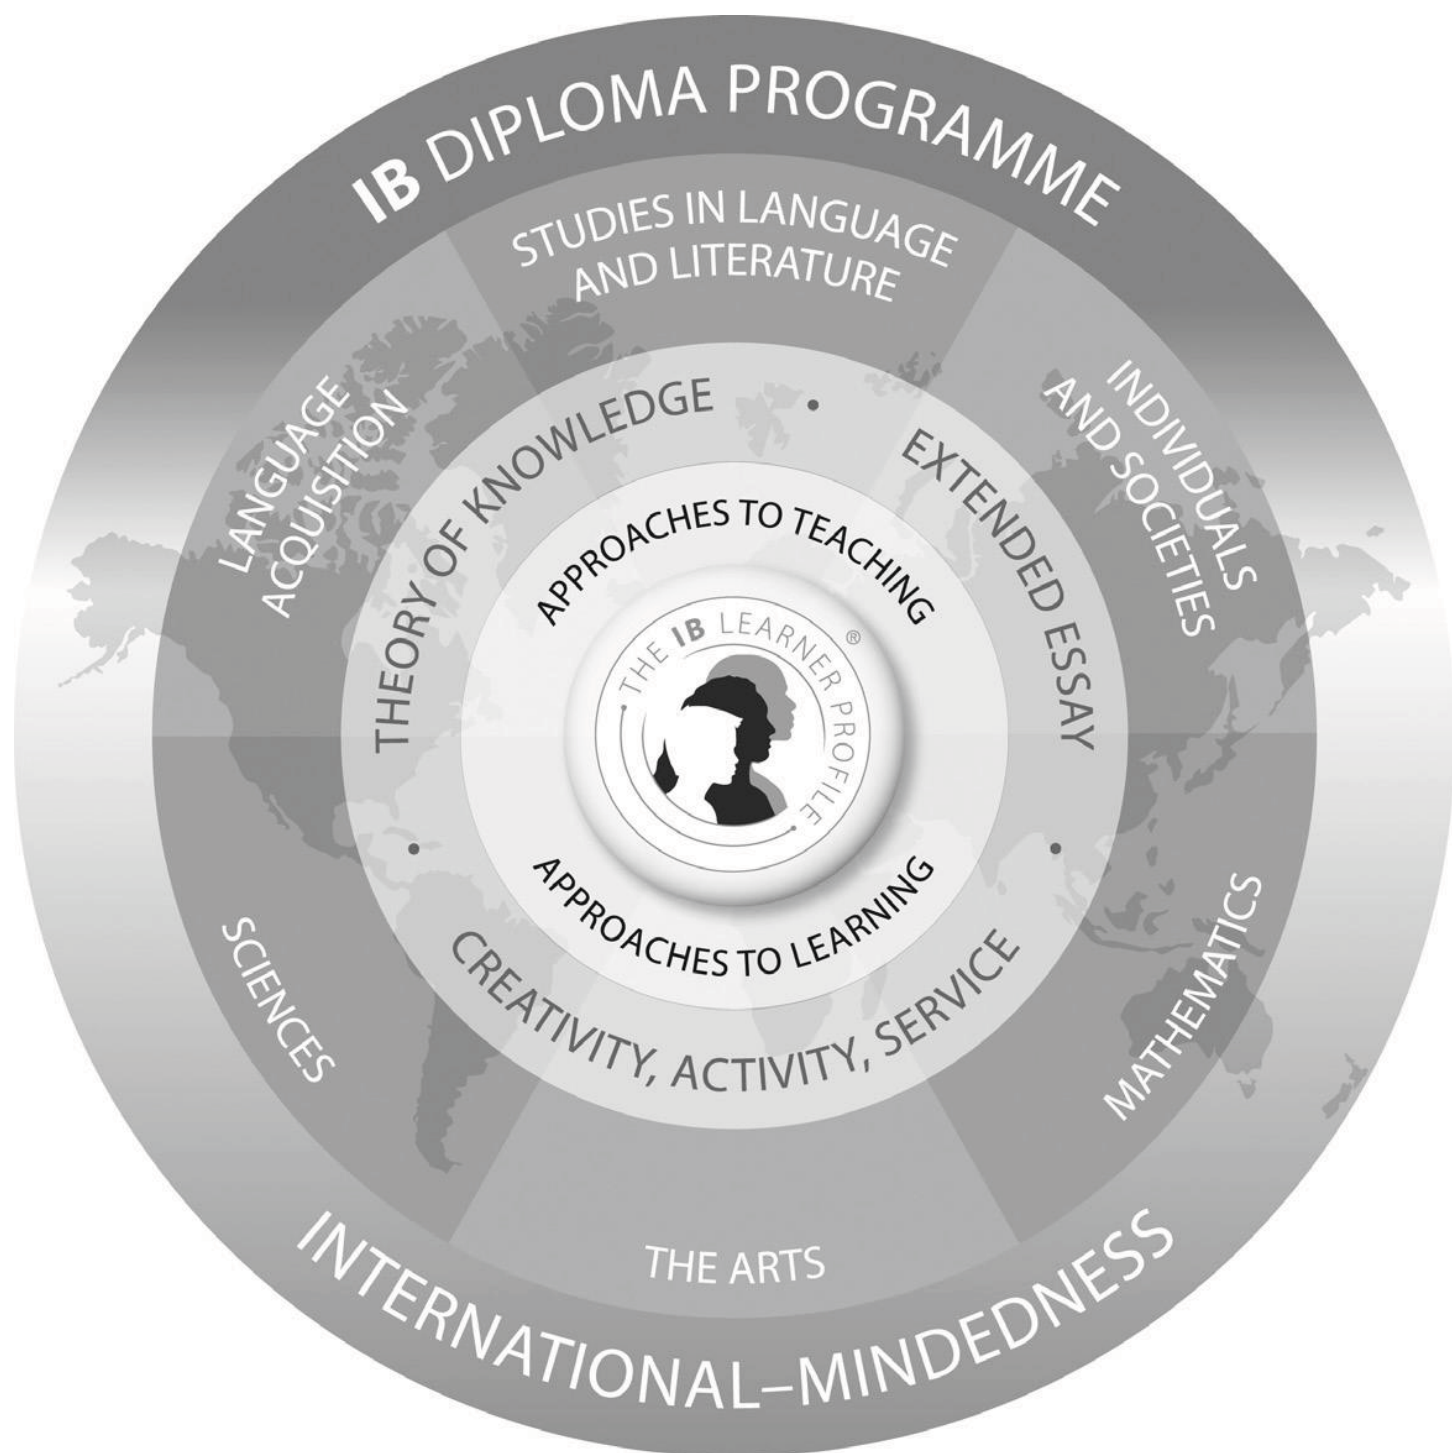 IB DIPLOMA PROGRAMME
STUDIES IN LANGUAGE
AND LITERATURE
LANGUAGE
ACQUISITION
INDIVIDUALS
AND SOCIETIES
THEORY OF KNOWLEDGE
EXTENDED ESSAY
APPROACHES TO TEACHING
THE IB LEARNER PROFILE ®
APPROACHES TO LEARNING
CREATIVITY, ACTIVITY, SERVICE
SCIENCES
MATHEMATICS
THE ARTS
INTERNATIONAL–MINDEDNESS